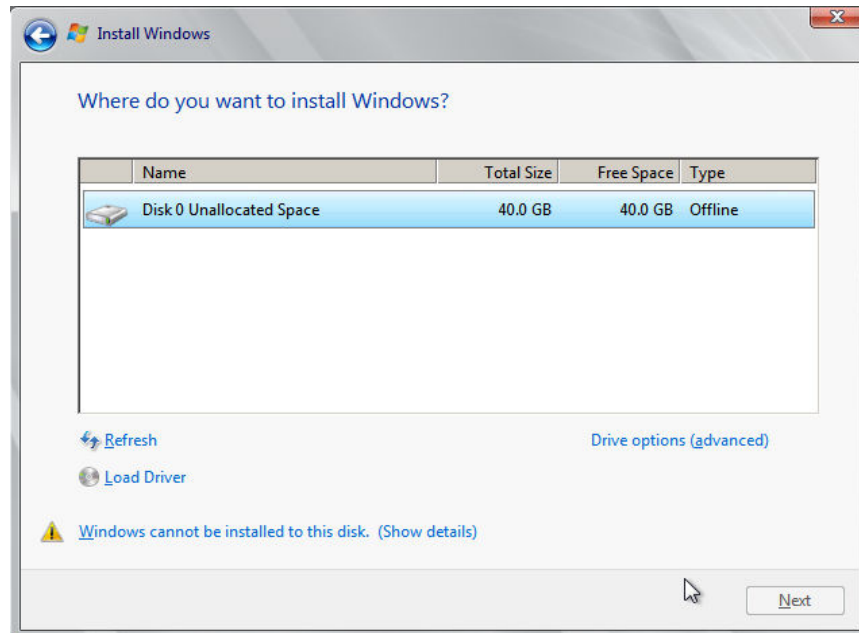 Install Windows
Where do you want to install Windows?
Name Total Size Free Space Type
Disk 0 Unallocated Space 40.0 GB 40.0 GB Offline
Refresh Drive options (advanced)
Load Driver
Windows cannot be installed to this disk. (Show details)
Next